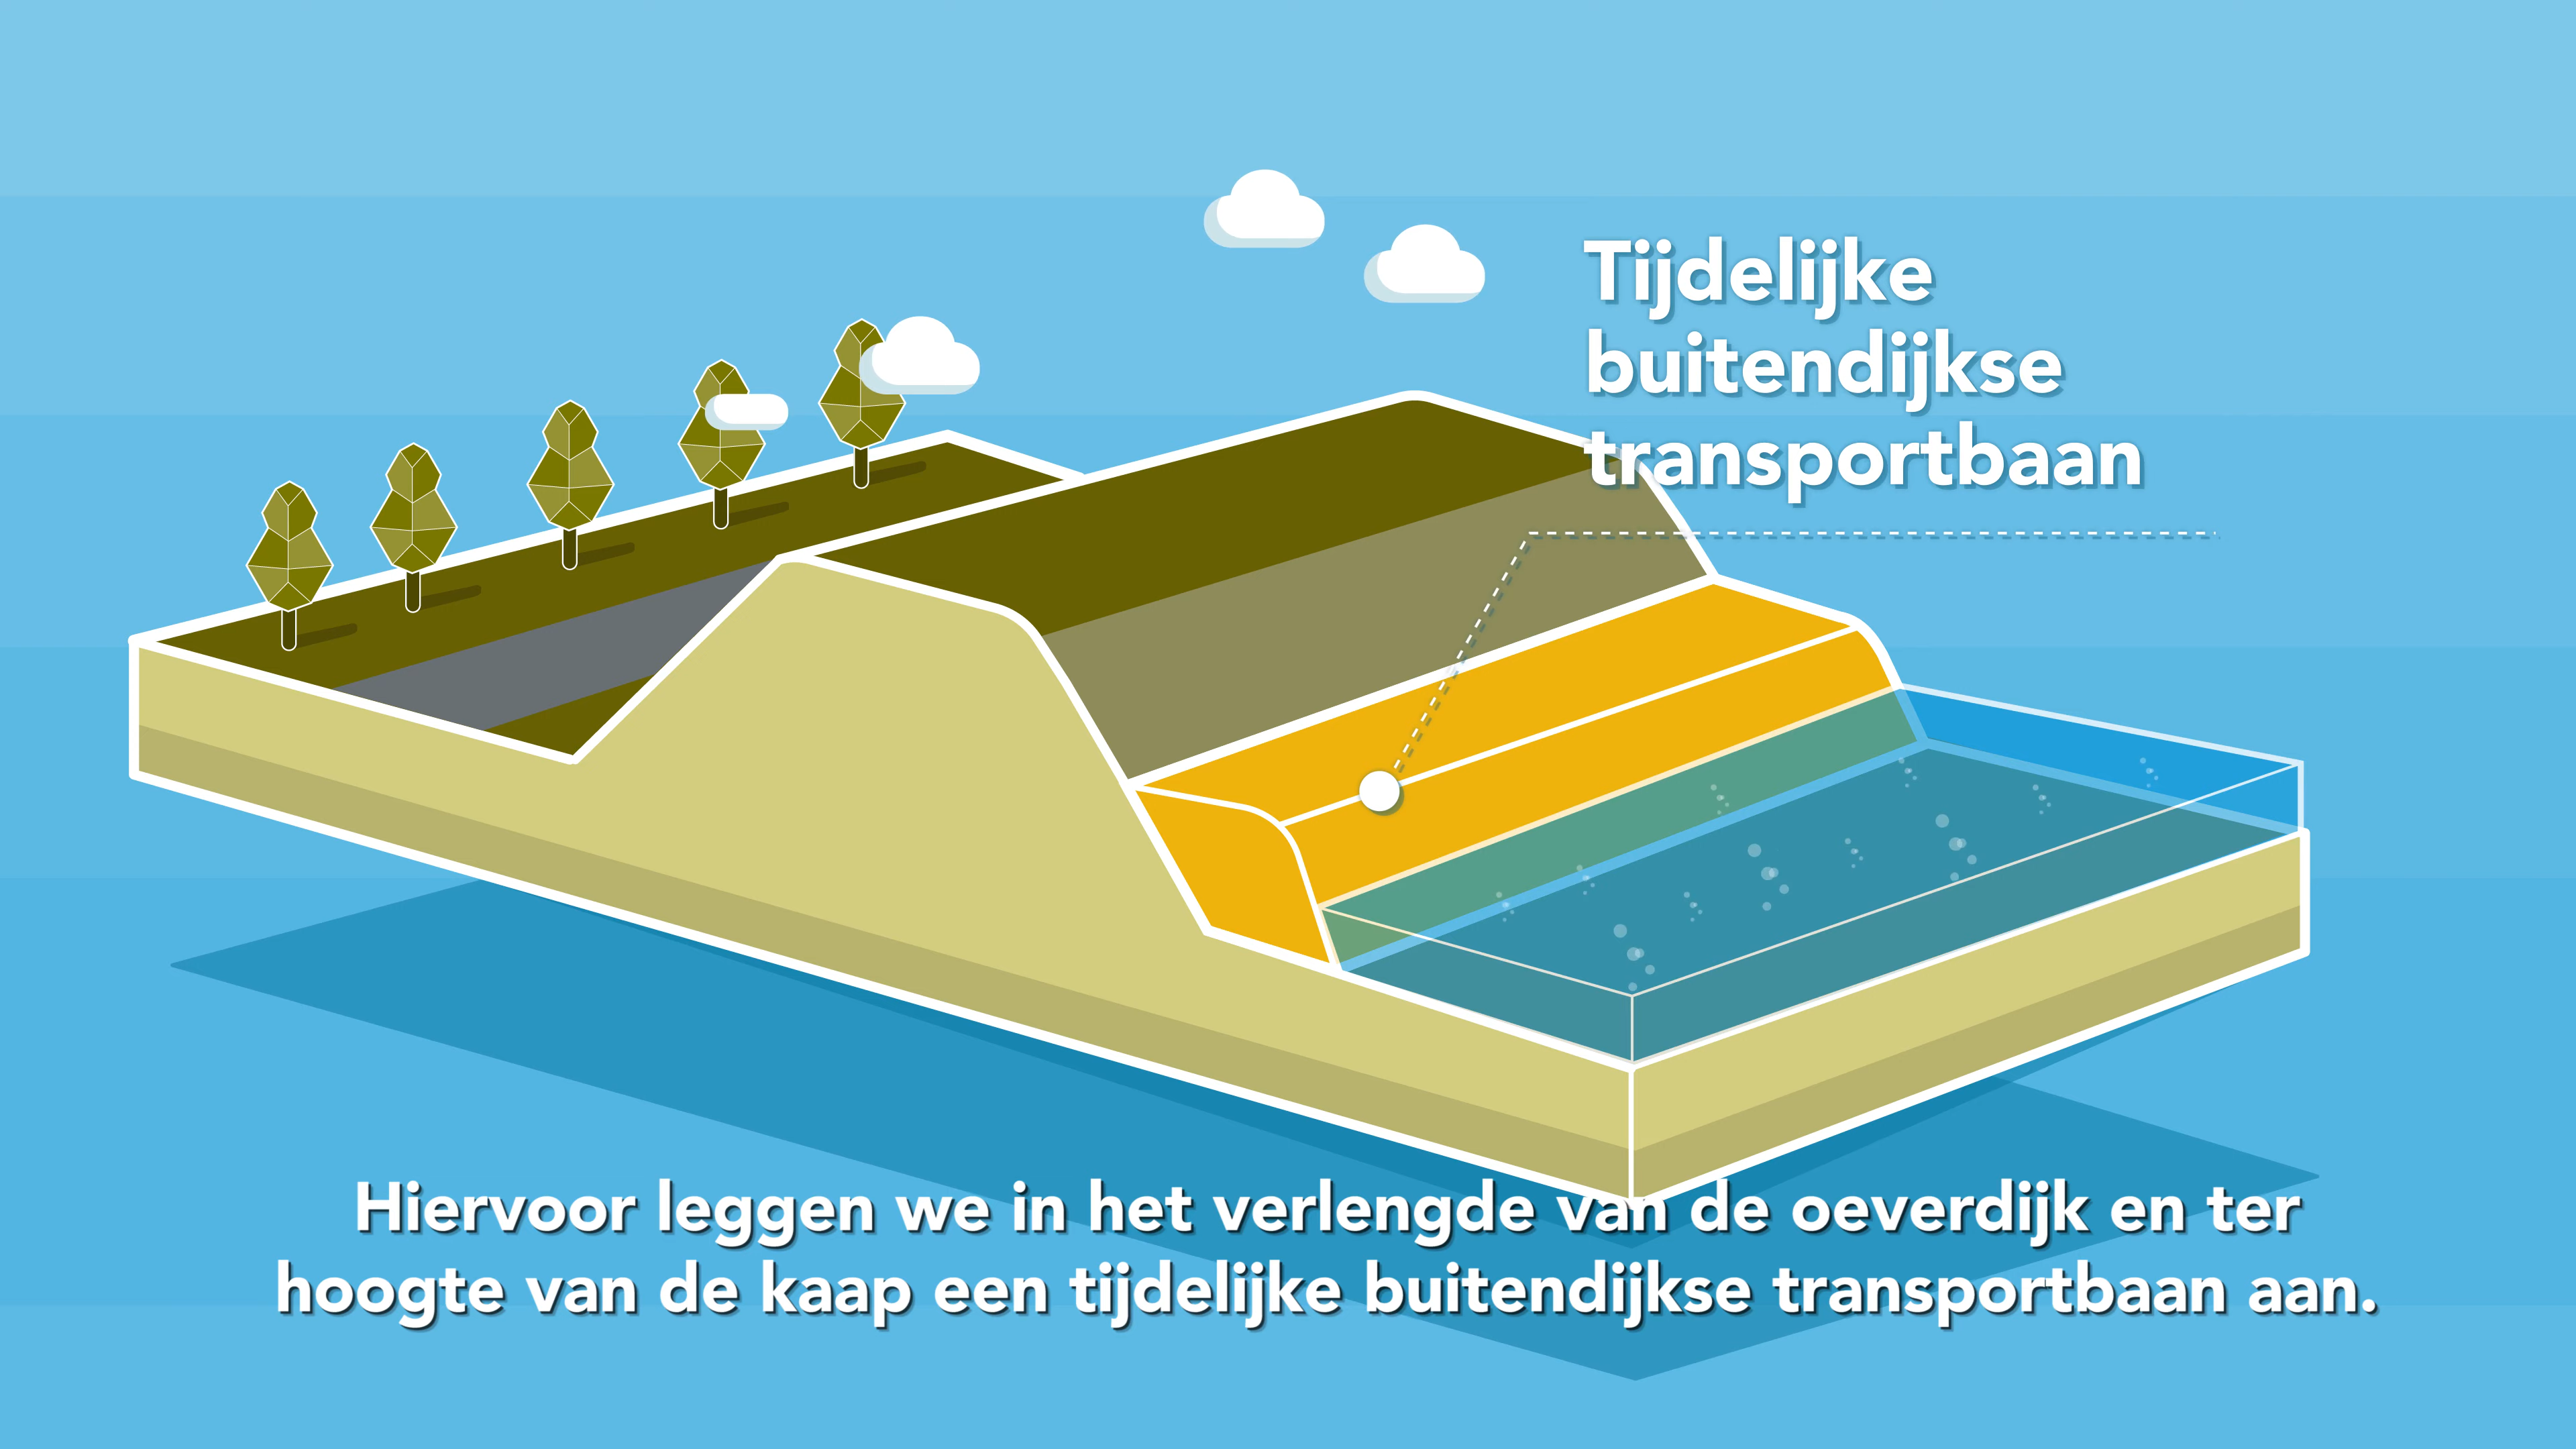 Tijdelijke
buitendijkse
transportbaan
Hiervoor leggen we in het verlengde van de oeverdijk en ter
hoogte van de kaap een tijdelijke buitendijkse transportbaan aan.